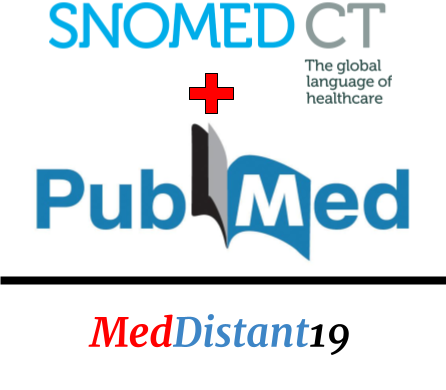 SNOMED CT
The global
language of
healthcare
PubMed
MedDistant19